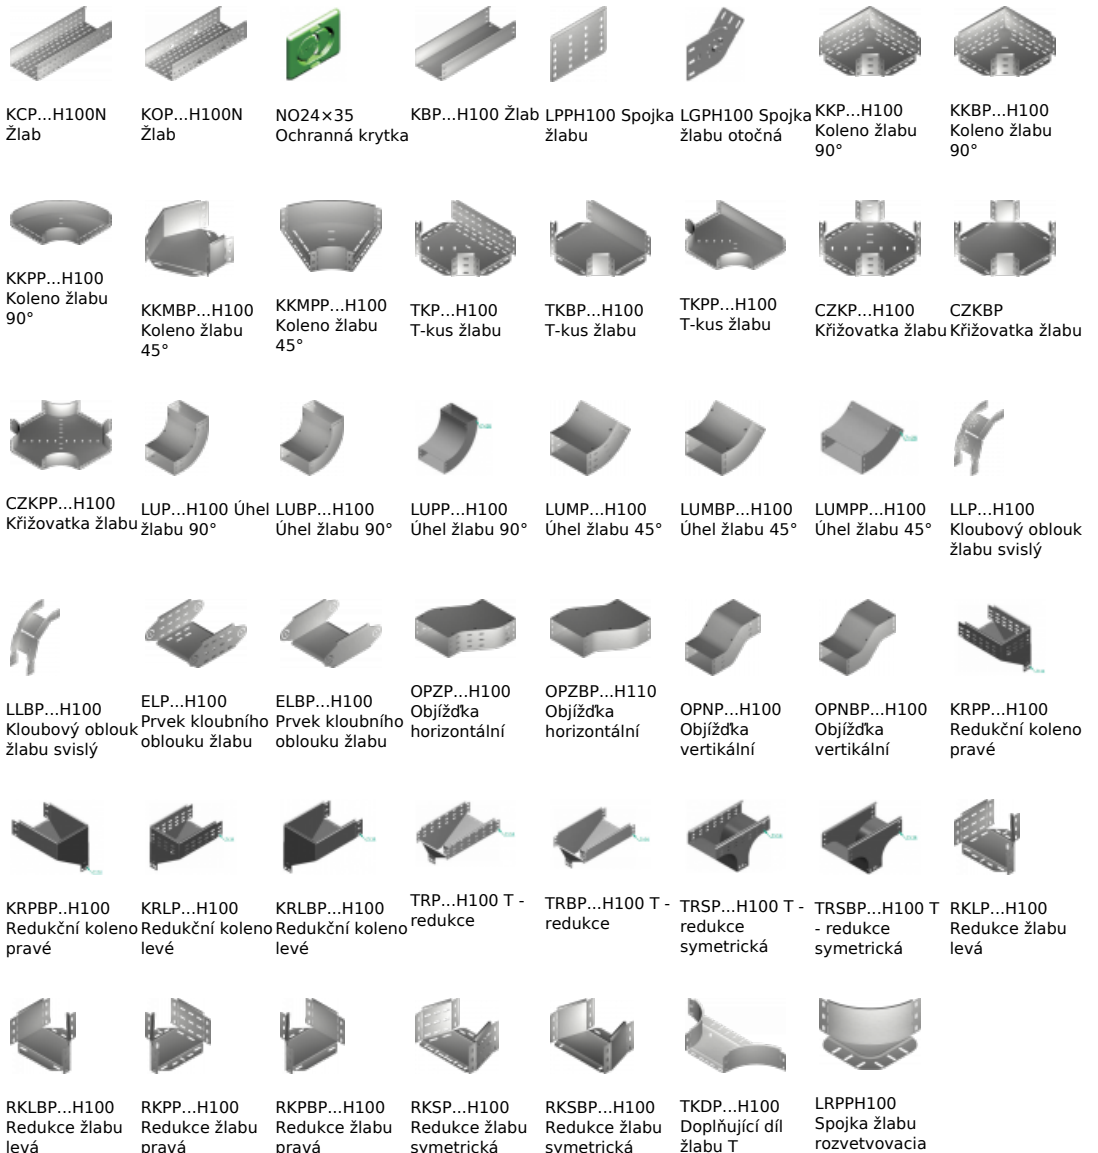 KCP...H100N
Žlab
KOP...H100N
Žlab
NO24×35
Ochranná krytka
KBP...H100 Žlab
LPPH100 Spojka
žlabu
LGPH100 Spojka
žlabu otočná
KKP...H100
Koleno žlabu
90°
KKBP...H100
Koleno žlabu
90°
KKPP...H100
Koleno žlabu
90°
KKMBP...H100
Koleno žlabu
45°
KKMPP...H100
Koleno žlabu
45°
TKP...H100
T-kus žlabu
TKBP...H100
T-kus žlabu
TKPP...H100
T-kus žlabu
CZKP...H100
Křižovatka žlabu
CZKBP
Křižovatka žlabu
CZKPP...H100
Křižovatka žlabu
LUP...H100 Úhel
žlabu 90°
LUBP...H100
Úhel žlabu 90°
LUPP...H100
Úhel žlabu 90°
LUMP...H100
Úhel žlabu 45°
LUMBP...H100
Úhel žlabu 45°
LUMPP...H100
Úhel žlabu 45°
LLP...H100
Kloubový oblouk
žlabu svislý
LLBP...H100
Kloubový oblouk
žlabu svislý
ELP...H100
Prvek kloubního
oblouku žlabu
ELBP...H100
Prvek kloubního
oblouku žlabu
OPZP...H100
Objížďka
horizontální
OPZBP...H110
Objížďka
horizontální
OPNP...H100
Objížďka
vertikální
OPNBP...H100
Objížďka
vertikální
KRPP...H100
Redukční koleno
pravé
KRPBP..H100
Redukční koleno
pravé
KRLP...H100
Redukční koleno
levé
KRLBP...H100
Redukční koleno
levé
TRP...H100 T -
redukce
TRBP...H100 T -
redukce
TRSP...H100 T -
redukce
symetrická
TRSBP...H100 T
- redukce
symetrická
RKLP...H100
Redukce žlabu
levá
RKLBP...H100
Redukce žlabu
levá
RKPP...H100
Redukce žlabu
pravá
RKPBP...H100
Redukce žlabu
pravá
RKSP...H100
Redukce žlabu
symetrická
RKSBP...H100
Redukce žlabu
symetrická
TKDP...H100
Doplňující díl
žlabu T
LRPPH100
Spojka žlabu
rozvetvovacia